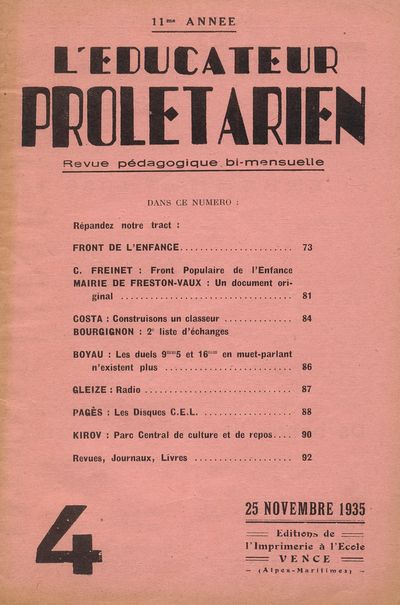 11me ANNEE
L'EDUCATEUR
PROLETARIEN
Revue pédagogique bi-mensuelle
DANS CE NUMERO :
Répandez notre tract :
FRONT DE L'ENFANCE...................... 73
C. FREINET : Front Populaire de l'Enfance
MAIRIE DE FRESTON-VAUX : Un document ori-
ginal ................................... 81
COSTA : Construisons un classeur ............. 84
BOURGIGNON : 2e liste d'échanges
BOYAU : Les duels 9mm5 et 16mm en muet-parlant
n'existent plus .......................... 86
GLEIZE : Radio ............................... 87
PAGÈS : Les Disques C.E.L. ................. 88
KIROV : Parc Central de culture et de repos.... 90
Revues, Journaux, Livres ................... 92
4
25 NOVEMBRE 1935
Editions de
l'Imprimerie à l'Ecole
VENCE
- (Alpes-Maritimes) -